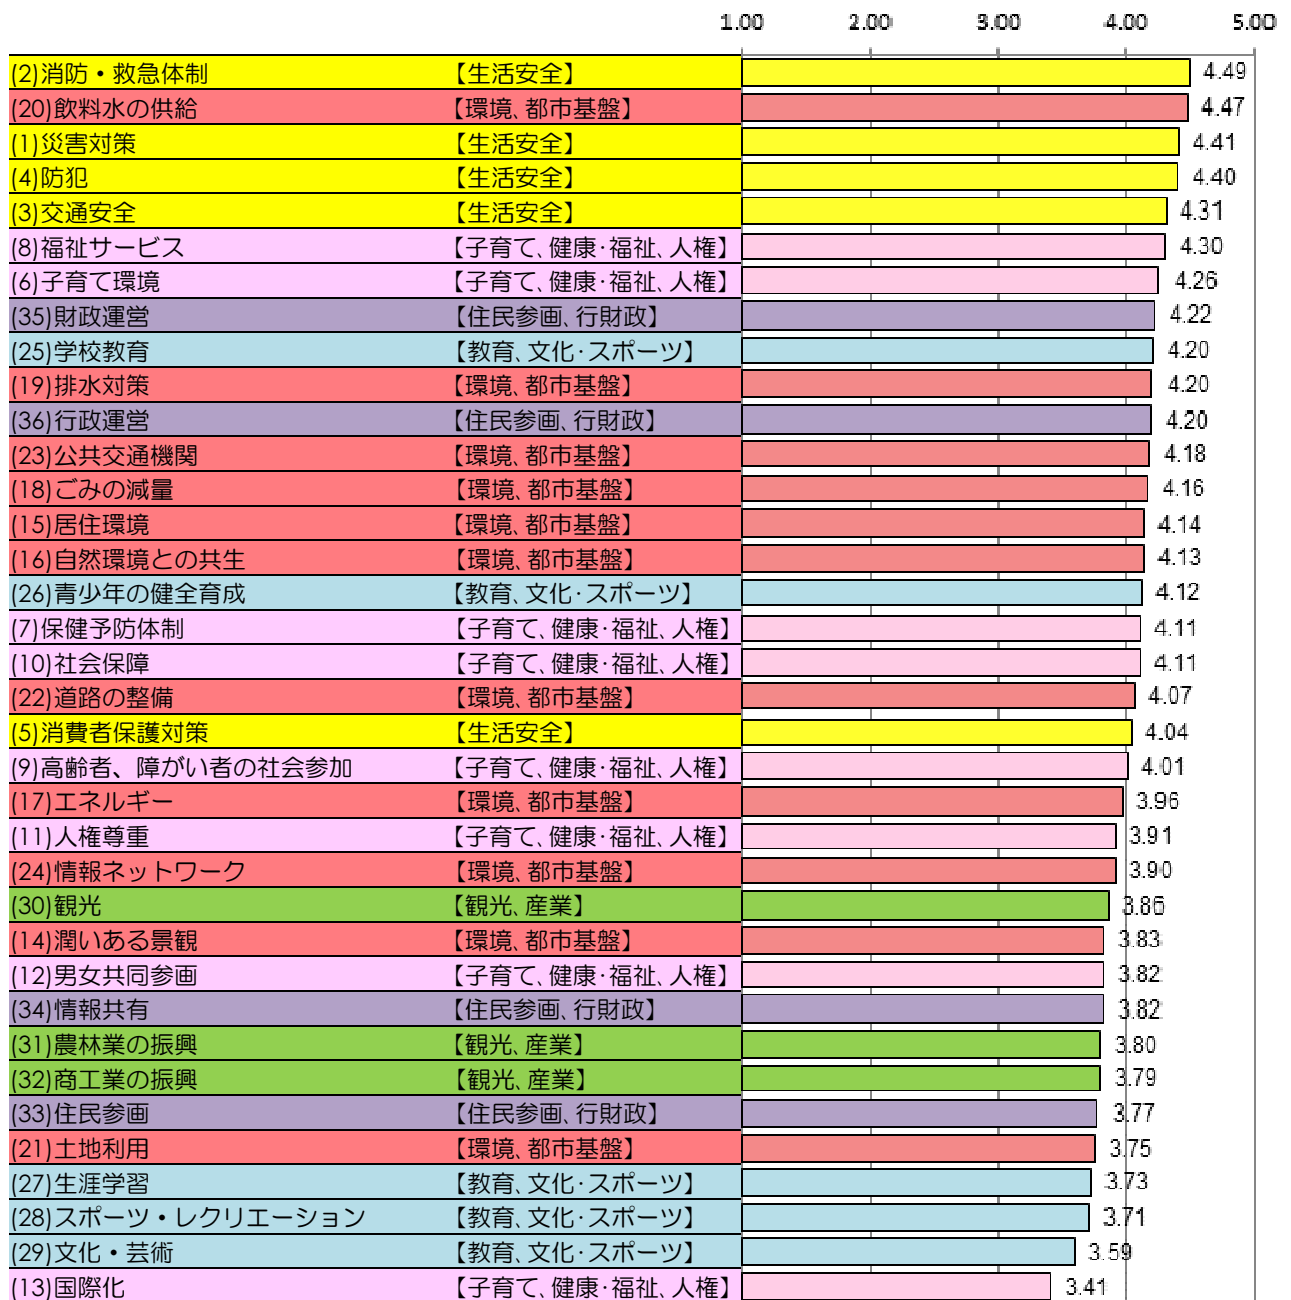 1.00 2.00 3.00 4.00 5.00
(2)消防・救急体制 【生活安全】 4.49
(20)飲料水の供給 【環境、都市基盤】 4.47
(1)災害対策 【生活安全】 4.41
(4)防犯 【生活安全】 4.40
(3)交通安全 【生活安全】 4.31
(8)福祉サービス 【子育て、健康・福祉、人権】 4.30
(6)子育て環境 【子育て、健康・福祉、人権】 4.26
(35)財政運営 【住民参画、行財政】 4.22
(25)学校教育 【教育、文化・スポーツ】 4.20
(19)排水対策 【環境、都市基盤】 4.20
(36)行政運営 【住民参画、行財政】 4.20
(23)公共交通機関 【環境、都市基盤】 4.18
(18)ごみの減量 【環境、都市基盤】 4.16
(15)居住環境 【環境、都市基盤】 4.14
(16)自然環境との共生 【環境、都市基盤】 4.13
(26)青少年の健全育成 【教育、文化・スポーツ】 4.12
(7)保健予防体制 【子育て、健康・福祉、人権】 4.11
(10)社会保障 【子育て、健康・福祉、人権】 4.11
(22)道路の整備 【環境、都市基盤】 4.07
(5)消費者保護対策 【生活安全】 4.04
(9)高齢者、障がい者の社会参加 【子育て、健康・福祉、人権】 4.01
(17)エネルギー 【環境、都市基盤】 3.96
(11)人権尊重 【子育て、健康・福祉、人権】 3.91
(24)情報ネットワーク 【環境、都市基盤】 3.90
(30)観光 【観光、産業】
(14)潤いある景観 【環境、都市基盤】 3.83
(12)男女共同参画 【子育て、健康・福祉、人権】 3.82
(34)情報共有 【住民参画、行財政】 3.82
(31)農林業の振興 【観光、産業】 3.80
(32)商工業の振興 【観光、産業】 3.79
(33)住民参画 【住民参画、行財政】 3.77
(21)土地利用 【環境、都市基盤】 3.75
(27)生涯学習 【教育、文化・スポーツ】 3.73
(28)スポーツ・レクリエーション 【教育、文化・スポーツ】 3.71
(29)文化・芸術 【教育、文化・スポーツ】 3.59
(13)国際化 【子育て、健康・福祉、人権】 3.41